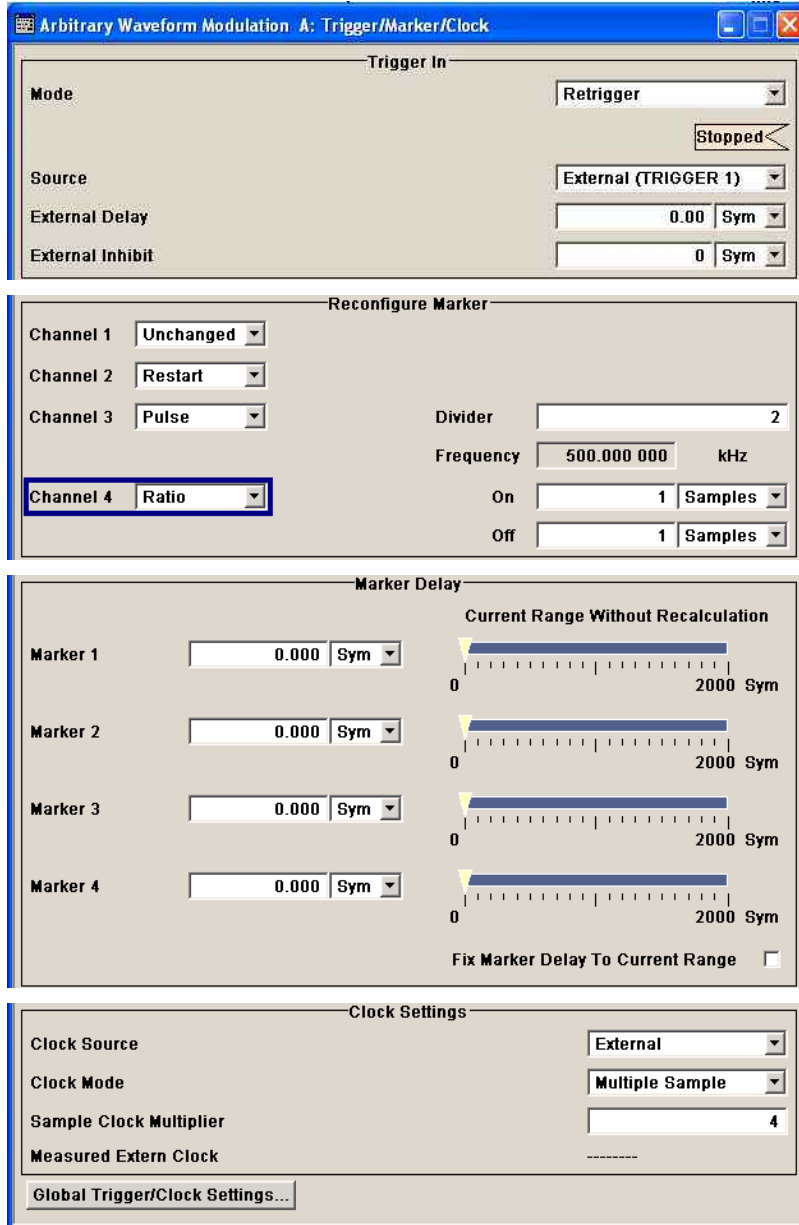 Arbitrary Waveform Modulation A: Trigger/Marker/Clock
Trigger In
Mode Retrigger
Stopped
Source External (TRIGGER 1)
External Delay 0.00 Sym
External Inhibit 0 Sym
Reconfigure Marker
Channel 1 Unchanged
Channel 2 Restart
Channel 3 Pulse Divider 2
Frequency 500.000 000 kHz
Channel 4 Ratio On 1 Samples
Off 1 Samples
Marker Delay
Current Range Without Recalculation
Marker 1 0.000 Sym
0 2000 Sym
Marker 2 0.000 Sym
0 2000 Sym
Marker 3 0.000 Sym
0 2000 Sym
Marker 4 0.000 Sym
0 2000 Sym
Fix Marker Delay To Current Range
Clock Settings
Clock Source External
Clock Mode Multiple Sample
Sample Clock Multiplier 4
Measured Extern Clock --------
Global Trigger/Clock Settings...